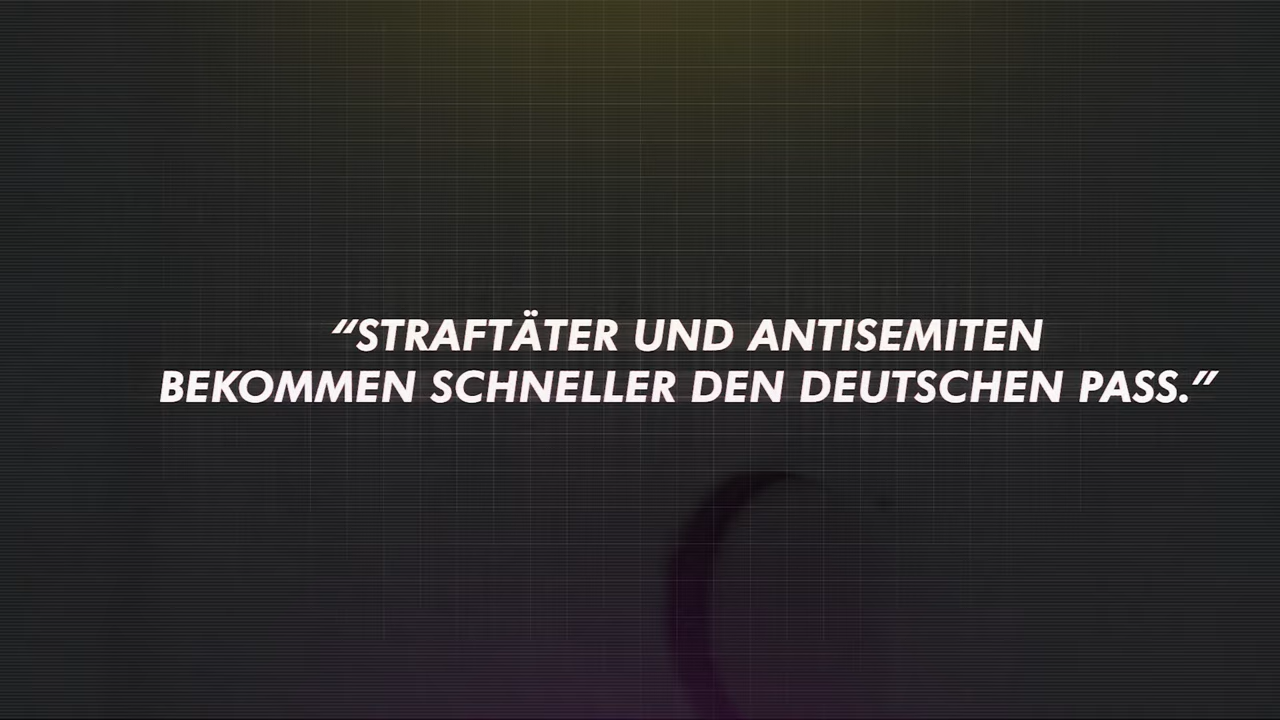 “STRAFTÄTER UND ANTISEMITEN
BEKOMMEN SCHNELLER DEN DEUTSCHEN PASS.”